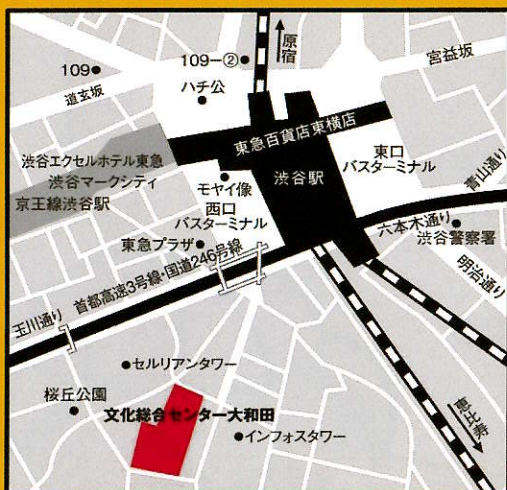 原宿
宮益坂
109-②
109
ハチ公
道玄坂
東急百貨店東横店
東口
バスターミナル
渋谷エクセルホテル東急
渋谷マークシティ
京王線渋谷駅
渋谷駅
モヤイ像
西口
バスターミナル
東急プラザ
青山通り
六本木通り
渋谷警察署
明治通り
首都高速3号線・国道246号線
玉川通り
セルリアンタワー
桜丘公園
文化総合センター大和田
インフォスタワー
恵比寿